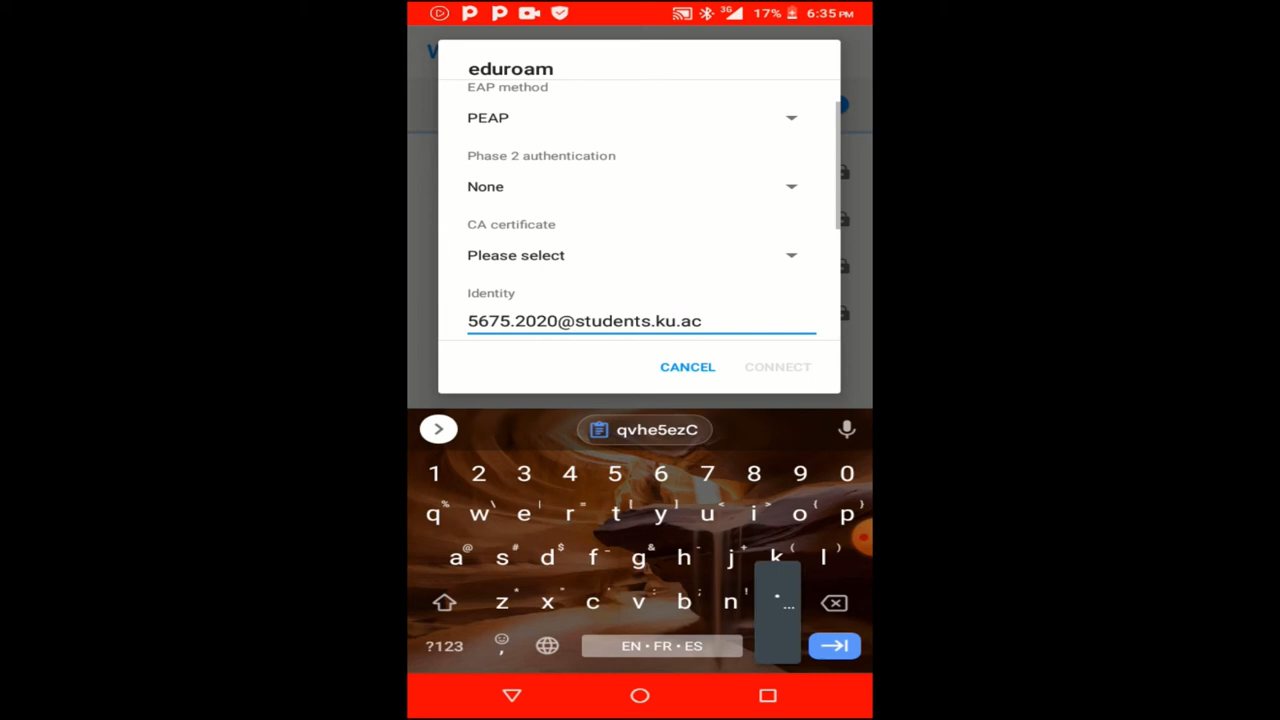 3G 17% 6:35 PM
W
eduroam
EAP method
PEAP
Phase 2 authentication
None
CA certificate
Please select
Identity
5675.2020@students.ku.ac
CANCEL CONNECT
qvhe5ezC
1 2 3 4 5 6 7 8 9 0
q% w\ e| r= t[ y] u< i> o{ p}
a@ s# d$ f- g& h- j+ k( l)
z* x" c' v: b; n! .…
?123 , EN • FR • ES